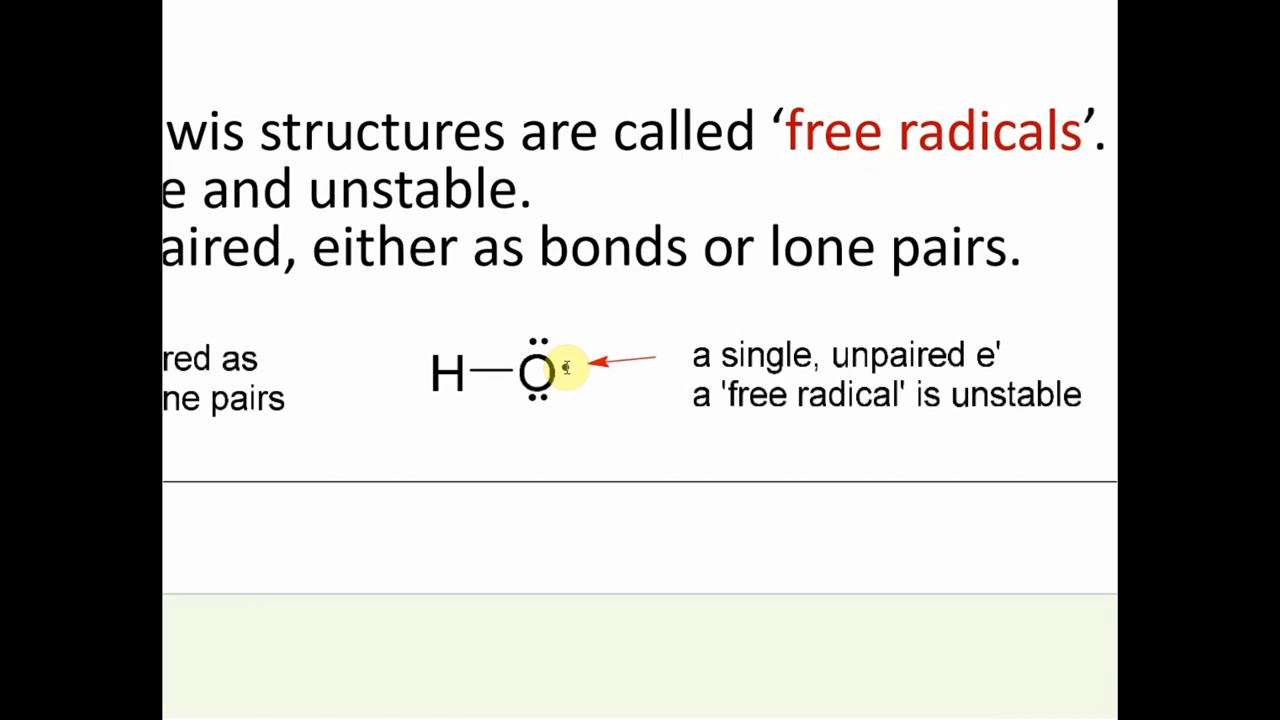 wis structures are called ‘free radicals’.
e and unstable.
aired, either as bonds or lone pairs.
red as
ne pairs
H—O
a single, unpaired e'
a 'free radical' is unstable